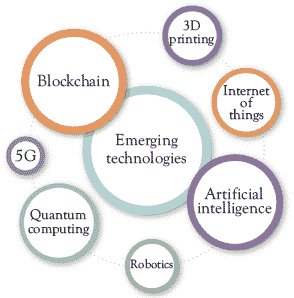 3D
printing
Blockchain
Internet
of
things
Emerging
technologies
5G
Artificial
intelligence
Quantum
computing
Robotics